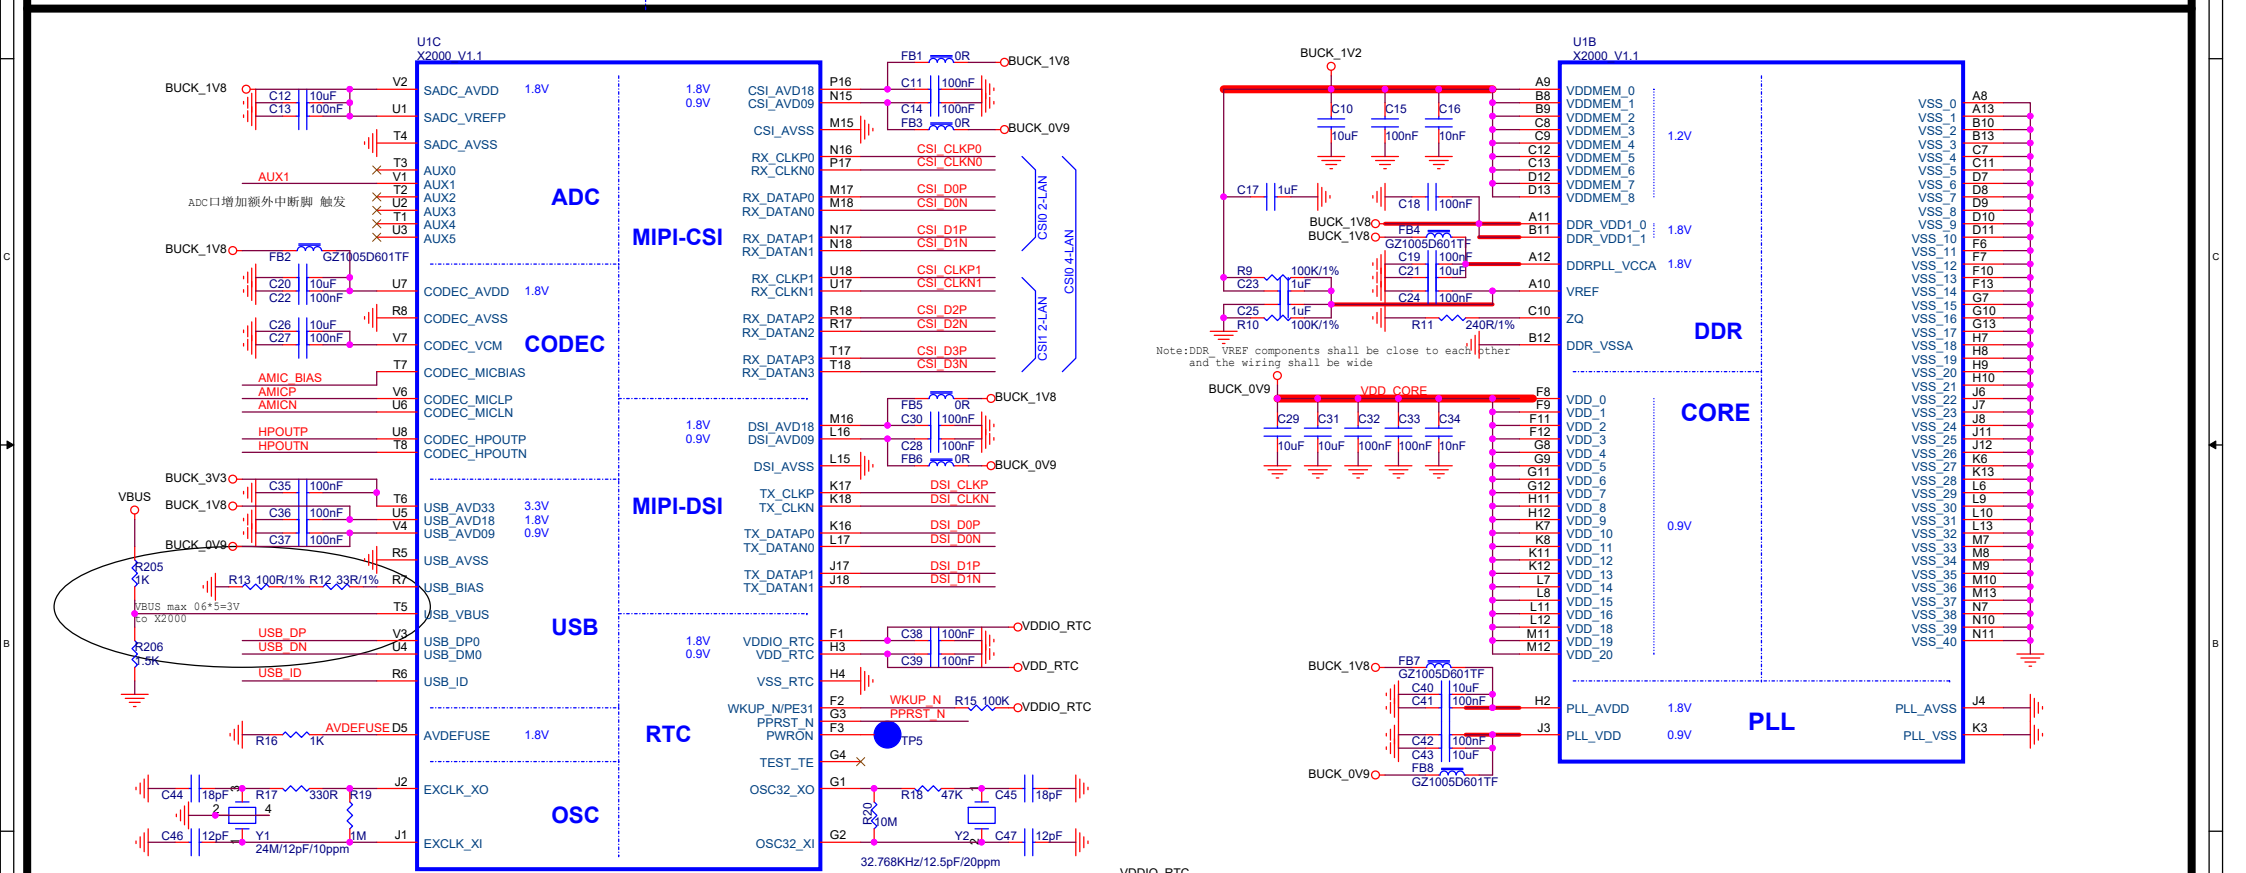 U1C
X2000_V1.1
BUCK_1V8
C12 10uF
C13 100nF
V2 SADC_AVDD 1.8V
U1 SADC_VREFP
T4 SADC_AVSS
T3 AUX0
AUX1 V1 AUX1
T2 AUX2
U2 AUX3
T1 AUX4
U3 AUX5
ADC口增加额外中断脚 触发
ADC
BUCK_1V8
FB2 GZ1005D601TF
C20 10uF
C22 100nF
U7 CODEC_AVDD 1.8V
R8 CODEC_AVSS
C26 10uF
C27 100nF
V7 CODEC_VCM
T7 CODEC_MICBIAS
AMIC_BIAS
AMICP V6 CODEC_MICLP
AMICN U6 CODEC_MICLN
HPOUTP U8 CODEC_HPOUTP
HPOUTN T8 CODEC_HPOUTN
CODEC
BUCK_3V3
C35 100nF
VBUS
BUCK_1V8
C36 100nF
BUCK_0V9
C37 100nF
T6 USB_AVD33 3.3V
U5 USB_AVD18 1.8V
V4 USB_AVD09 0.9V
R5 USB_AVSS
R205
1K
R13 100R/1% R12 33R/1% R7 USB_BIAS
VBUS max 06*5=3V
to X2000
T5 USB_VBUS
USB_DP V3 USB_DP0
USB_DN U4 USB_DM0
R206
1.5K
USB_ID R6 USB_ID
USB
AVDEFUSE D5 AVDEFUSE 1.8V
R16 1K
C44 18pF
R17 330R R19
J2 EXCLK_XO
3
2 4
1
C46 12pF
Y1 1M
24M/12pF/10ppm
J1 EXCLK_XI
OSC
FB1 0R BUCK_1V8
C11 100nF
C14 100nF
FB3 0R BUCK_0V9
1.8V CSI_AVD18 P16
0.9V CSI_AVD09 N15
CSI_AVSS M15
RX_CLKP0 N16 CSI_CLKP0
RX_CLKN0 P17 CSI_CLKN0
RX_DATAP0 M17 CSI_D0P
RX_DATAN0 M18 CSI_D0N
RX_DATAP1 N17 CSI_D1P
RX_DATAN1 N18 CSI_D1N
RX_CLKP1 U18 CSI_CLKP1
RX_CLKN1 U17 CSI_CLKN1
RX_DATAP2 R18 CSI_D2P
RX_DATAN2 R17 CSI_D2N
RX_DATAP3 T17 CSI_D3P
RX_DATAN3 T18 CSI_D3N
CSI0 2-LAN
CSI1 2-LAN
CSI0 4-LAN
MIPI-CSI
FB5 0R BUCK_1V8
C30 100nF
C28 100nF
FB6 0R BUCK_0V9
1.8V DSI_AVD18 M16
0.9V DSI_AVD09 L16
DSI_AVSS L15
TX_CLKP K17 DSI_CLKP
TX_CLKN K18 DSI_CLKN
TX_DATAP0 K16 DSI_D0P
TX_DATAN0 L17 DSI_D0N
TX_DATAP1 J17 DSI_D1P
TX_DATAN1 J18 DSI_D1N
MIPI-DSI
VDDIO_RTC
1.8V VDDIO_RTC F1 C38 100nF
0.9V VDD_RTC H3 C39 100nF
VDD_RTC
VSS_RTC H4
WKUP_N/PE31 F2 WKUP_N R15 100K VDDIO_RTC
PPRST_N G3 PPRST_N
PWRON F3 TP5
RTC
TEST_TE G4
OSC32_XO G1 R18 47K C45 18pF
R20 10M
1
2
OSC32_XI G2 Y2 C47 12pF
32.768KHz/12.5pF/20ppm
VDDIO_RTC
U1B
X2000_V1.1
BUCK_1V2
C10 10uF
C15 100nF
C16 10nF
A9 VDDMEM_0
B8 VDDMEM_1
B9 VDDMEM_2
C8 VDDMEM_3
C9 VDDMEM_4
C12 VDDMEM_5
C13 VDDMEM_6
D12 VDDMEM_7
D13 VDDMEM_8
1.2V
C17 1uF
C18 100nF
BUCK_1V8
BUCK_1V8
FB4
GZ1005D601TF
A11 DDR_VDD1_0
B11 DDR_VDD1_1
1.8V
C19 100nF
C21 10uF
A12 DDRPLL_VCCA 1.8V
R9 100K/1%
C23 1uF
C24 100nF
A10 VREF
C25 1uF
R10 100K/1%
R11 240R/1%
C10 ZQ
B12 DDR_VSSA
DDR
Note:DDR_ VREF components shall be close to each other
and the wiring shall be wide
BUCK_0V9
VDD_CORE
C29 10uF
C31 10uF
C32 100nF
C33 100nF
C34 10nF
F8 VDD_0
F9 VDD_1
F11 VDD_2
F12 VDD_3
G8 VDD_4
G9 VDD_5
G11 VDD_6
G12 VDD_7
H11 VDD_8
H12 VDD_9
K7 VDD_10
K8 VDD_11
K11 VDD_12
K12 VDD_13
L7 VDD_14
L8 VDD_15
L11 VDD_16
L12 VDD_18
M11 VDD_19
M12 VDD_20
0.9V
CORE
BUCK_1V8
FB7
GZ1005D601TF
C40 10uF
C41 100nF
H2 PLL_AVDD 1.8V
J3 PLL_VDD 0.9V
C42 100nF
C43 10uF
BUCK_0V9
FB8
GZ1005D601TF
PLL
VSS_0 A8
VSS_1 A13
VSS_2 B10
VSS_3 B13
VSS_4 C7
VSS_5 C11
VSS_6 D7
VSS_7 D8
VSS_8 D9
VSS_9 D10
VSS_10 D11
VSS_11 F6
VSS_12 F7
VSS_13 F10
VSS_14 F13
VSS_15 G7
VSS_16 G10
VSS_17 G13
VSS_18 H7
VSS_19 H8
VSS_20 H9
VSS_21 H10
VSS_22 J6
VSS_23 J7
VSS_24 J8
VSS_25 J11
VSS_26 J12
VSS_27 K6
VSS_28 K13
VSS_29 L6
VSS_30 L9
VSS_31 L10
VSS_32 L13
VSS_33 M7
VSS_34 M8
VSS_35 M9
VSS_36 M10
VSS_37 M13
VSS_38 N7
VSS_39 N10
VSS_40 N11
PLL_AVSS J4
PLL_VSS K3
C
B
C
B